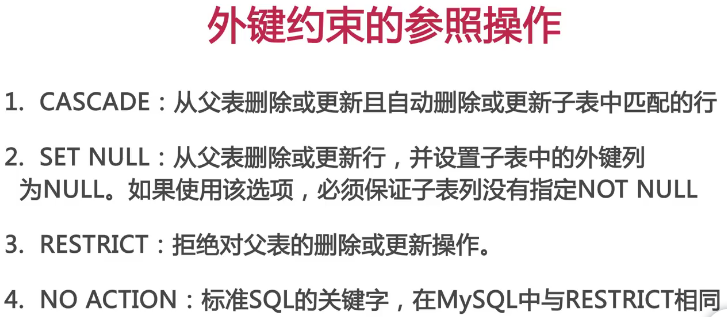 外键约束的参照操作
1. CASCADE：从父表删除或更新且自动删除或更新子表中匹配的行
2. SET NULL：从父表删除或更新行，并设置子表中的外键列
为NULL。如果使用该选项，必须保证子表列没有指定NOT NULL
3. RESTRICT：拒绝对父表的删除或更新操作。
4. NO ACTION：标准SQL的关键字，在MySQL中与RESTRICT相同